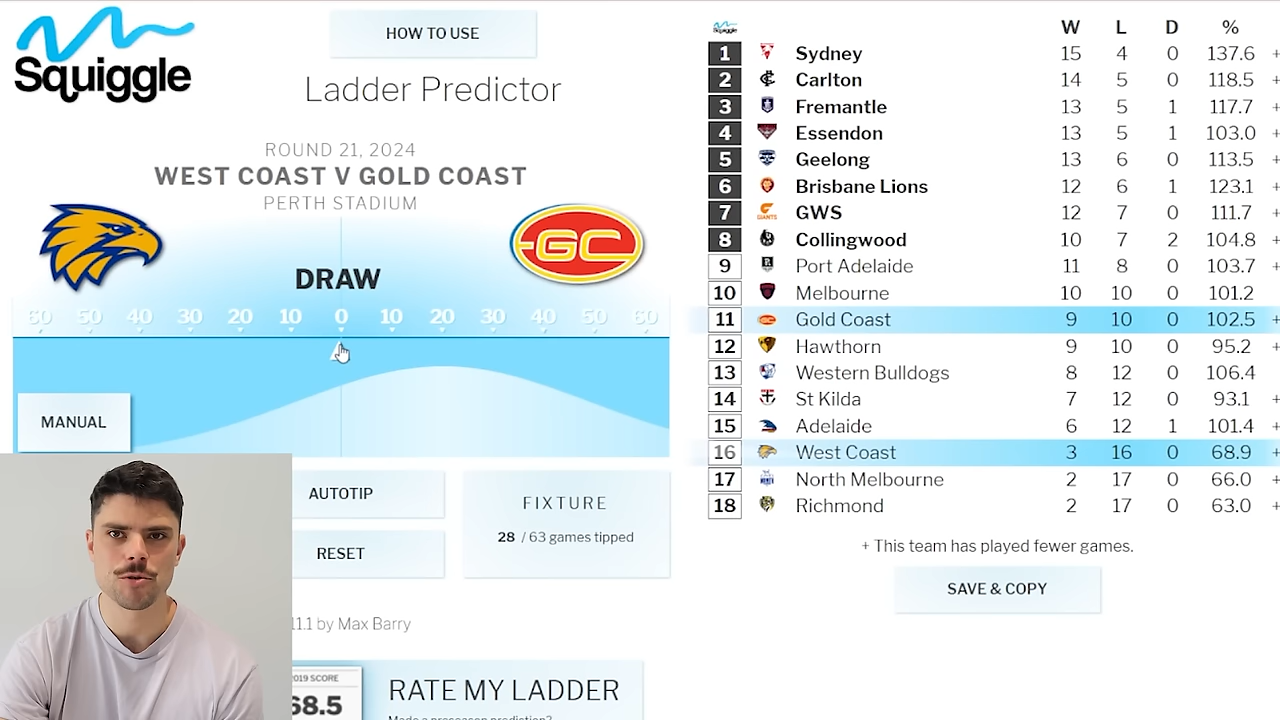 Squiggle
HOW TO USE
Ladder Predictor
ROUND 21, 2024
WEST COAST V GOLD COAST
PERTH STADIUM
GC
DRAW
60 50 40 30 20 10 0 10 20 30 40 50 60
MANUAL
AUTOTIP
RESET
FIXTURE
28 / 63 games tipped
11.1 by Max Barry
2019 SCORE
68.5
RATE MY LADDER
Made a preseason prediction?
Squiggle W L D %
1 Sydney 15 4 0 137.6 +
2 Carlton 14 5 0 118.5 +
3 Fremantle 13 5 1 117.7 +
4 Essendon 13 5 1 103.0 +
5 Geelong 13 6 0 113.5 +
6 Brisbane Lions 12 6 1 123.1 +
7 GIANTS GWS 12 7 0 111.7 +
8 Collingwood 10 7 2 104.8 +
9 Port Adelaide 11 8 0 103.7 +
10 Melbourne 10 10 0 101.2
11 Gold Coast 9 10 0 102.5 +
12 Hawthorn 9 10 0 95.2 +
13 Western Bulldogs 8 12 0 106.4
14 St Kilda 7 12 0 93.1 +
15 Adelaide 6 12 1 101.4 +
16 West Coast 3 16 0 68.9 +
17 North Melbourne 2 17 0 66.0 +
18 Richmond 2 17 0 63.0 +
+ This team has played fewer games.
SAVE & COPY